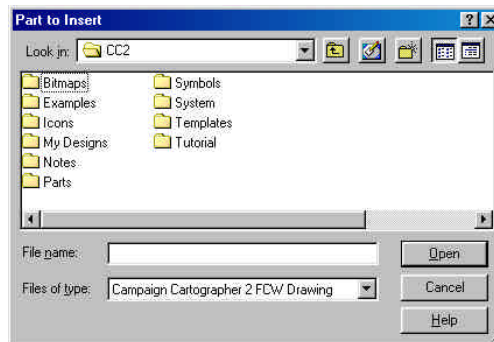 Part to Insert
Look in: CC2
Bitmaps
Examples
Icons
My Designs
Notes
Parts
Symbols
System
Templates
Tutorial
File name:
Open
Files of type: Campaign Cartographer 2 FCW Drawing
Cancel
Help